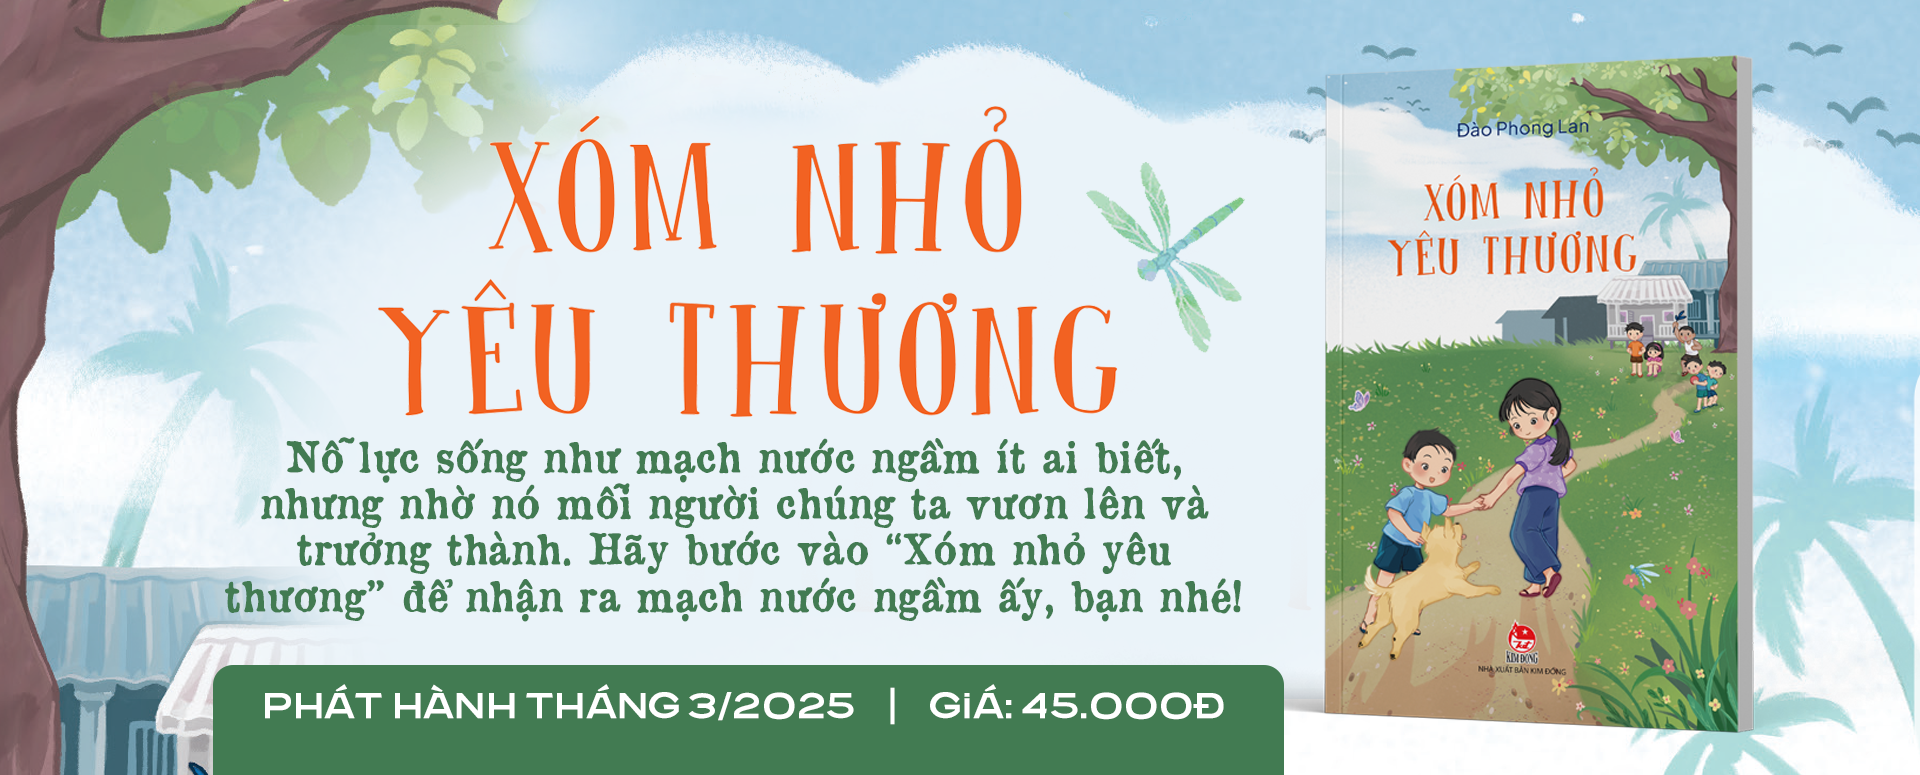 XÓM NHỎ
YÊU THƯƠNG
Nỗ lực sống như mạch nước ngầm ít ai biết,
nhưng nhờ nó mỗi người chúng ta vươn lên và
trưởng thành. Hãy bước vào “Xóm nhỏ yêu
thương” để nhận ra mạch nước ngầm ấy, bạn nhé!
PHÁT HÀNH THÁNG 3/2025 | GIÁ: 45.000Đ
Đào Phong Lan
XÓM NHỎ
YÊU THƯƠNG
KIM ĐỒNG
NHÀ XUẤT BẢN KIM ĐỒNG